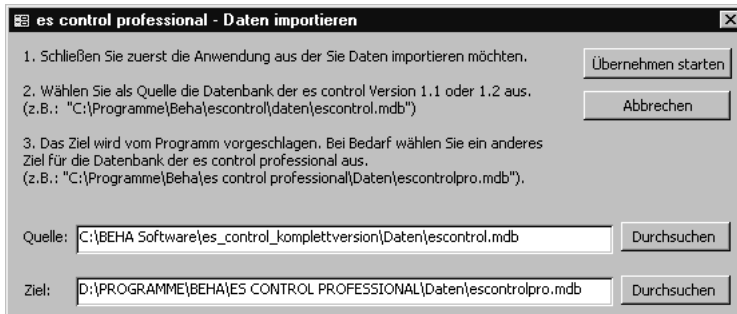 es control professional - Daten importieren
1. Schließen Sie zuerst die Anwendung aus der Sie Daten importieren möchten.
Übernehmen starten
2. Wählen Sie als Quelle die Datenbank der es control Version 1.1 oder 1.2 aus.
(z.B.: "C:\Programme\Beha\escontrol\daten\escontrol.mdb")
Abbrechen
3. Das Ziel wird vom Programm vorgeschlagen. Bei Bedarf wählen Sie ein anderes
Ziel für die Datenbank der es control professional aus.
(z.B.: "C:\Programme\Beha\es control professional\Daten\escontrolpro.mdb").
Quelle: C:\BEHA Software\es_control_komplettversion\Daten\escontrol.mdb Durchsuchen
Ziel: D:\PROGRAMME\BEHA\ES CONTROL PROFESSIONAL\Daten\escontrolpro.mdb Durchsuchen